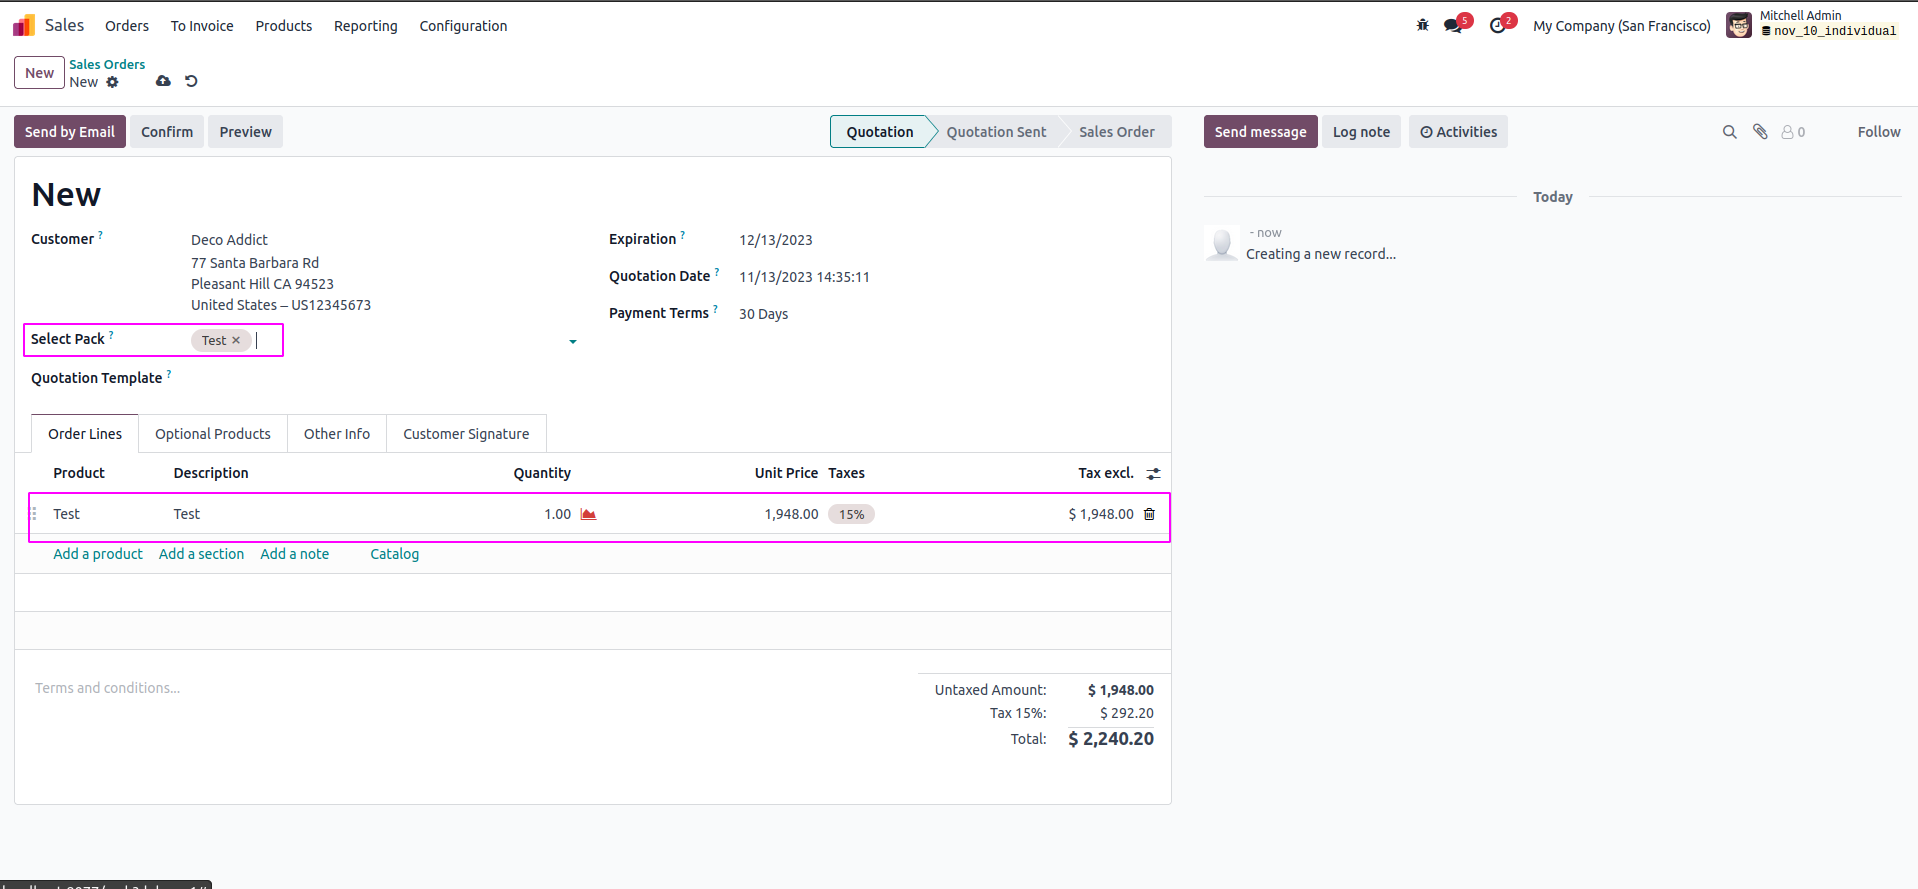 Sales Orders To Invoice Products Reporting Configuration 5 2 My Company (San Francisco) Mitchell Admin
nov_10_individual
New Sales Orders
New
Send by Email Confirm Preview Quotation Quotation Sent Sales Order Send message Log note Activities 0 Follow
New
Today
Customer ? Deco Addict Expiration ? 12/13/2023
- now
Creating a new record...
77 Santa Barbara Rd
Quotation Date ? 11/13/2023 14:35:11
Pleasant Hill CA 94523
United States – US12345673
Payment Terms ? 30 Days
Select Pack ? Test ×
Quotation Template ?
Order Lines Optional Products Other Info Customer Signature
Product Description Quantity Unit Price Taxes Tax excl.
Test Test 1.00 1,948.00 15% $ 1,948.00
Add a product Add a section Add a note Catalog
Terms and conditions...
Untaxed Amount: $ 1,948.00
Tax 15%: $ 292.20
Total: $ 2,240.20